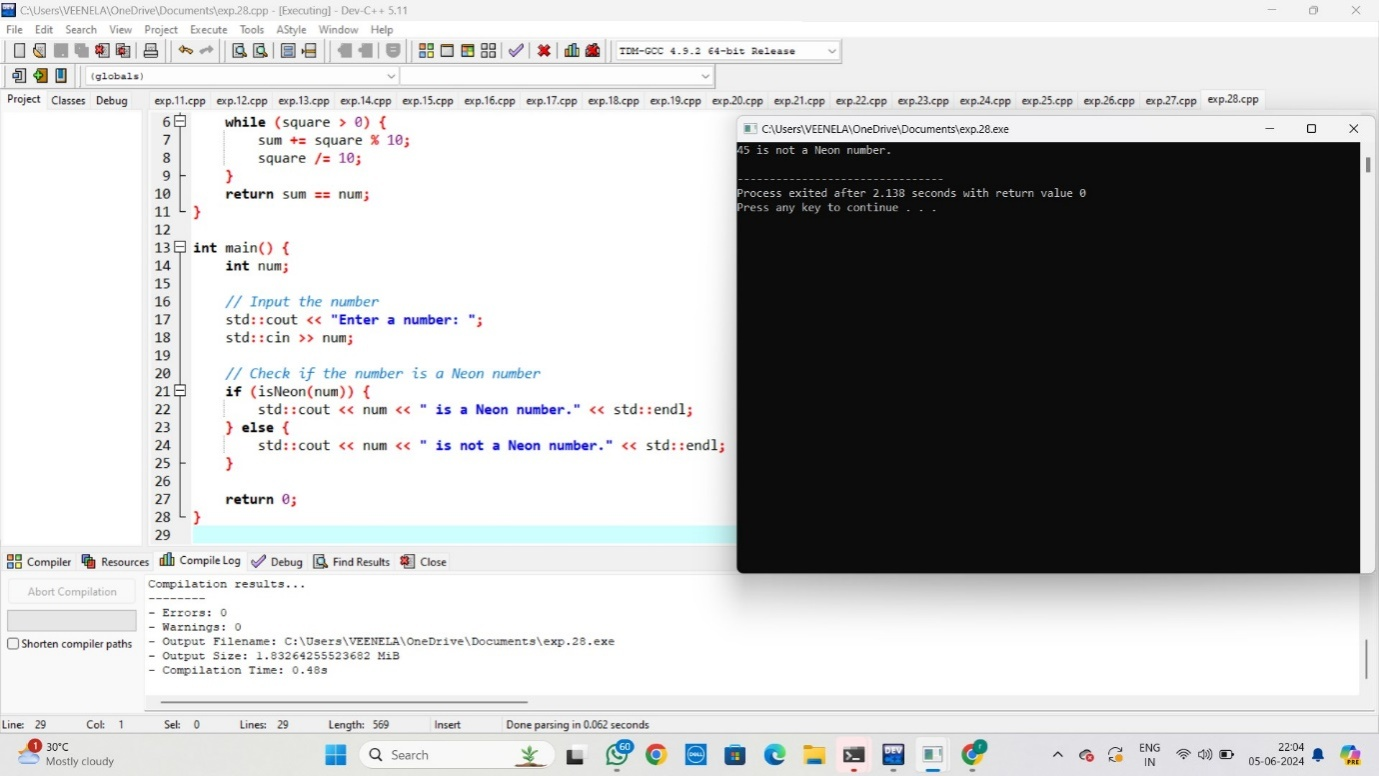 C:\Users\VEENELA\OneDrive\Documents\exp.28.cpp - [Executing] - Dev-C++ 5.11
File Edit Search View Project Execute Tools AStyle Window Help
TDM-GCC 4.9.2 64-bit Release
(globals)
Project Classes Debug exp.11.cpp exp.12.cpp exp.13.cpp exp.14.cpp exp.15.cpp exp.16.cpp exp.17.cpp exp.18.cpp exp.19.cpp exp.20.cpp exp.21.cpp exp.22.cpp exp.23.cpp exp.24.cpp exp.25.cpp exp.26.cpp exp.27.cpp exp.28.cpp
6 while (square > 0) {
7 sum += square % 10;
8 square /= 10;
9 }
10 return sum == num;
11 }
12
13 int main() {
14 int num;
15
16 // Input the number
17 std::cout << "Enter a number: ";
18 std::cin >> num;
19
20 // Check if the number is a Neon number
21 if (isNeon(num)) {
22 std::cout << num << " is a Neon number." << std::endl;
23 } else {
24 std::cout << num << " is not a Neon number." << std::endl;
25 }
26
27 return 0;
28 }
29
C:\Users\VEENELA\OneDrive\Documents\exp.28.exe
45 is not a Neon number.
--------------------------------
Process exited after 2.138 seconds with return value 0
Press any key to continue . . .
Compiler Resources Compile Log Debug Find Results Close
Abort Compilation
Shorten compiler paths
Compilation results...
--------
- Errors: 0
- Warnings: 0
- Output Filename: C:\Users\VEENELA\OneDrive\Documents\exp.28.exe
- Output Size: 1.83264255523682 MiB
- Compilation Time: 0.48s
Line: 29 Col: 1 Sel: 0 Lines: 29 Length: 569 Insert Done parsing in 0.062 seconds
1
30°C
Mostly cloudy
Search
60
DELL
DEV
ENG
IN
22:04
05-06-2024
PRE